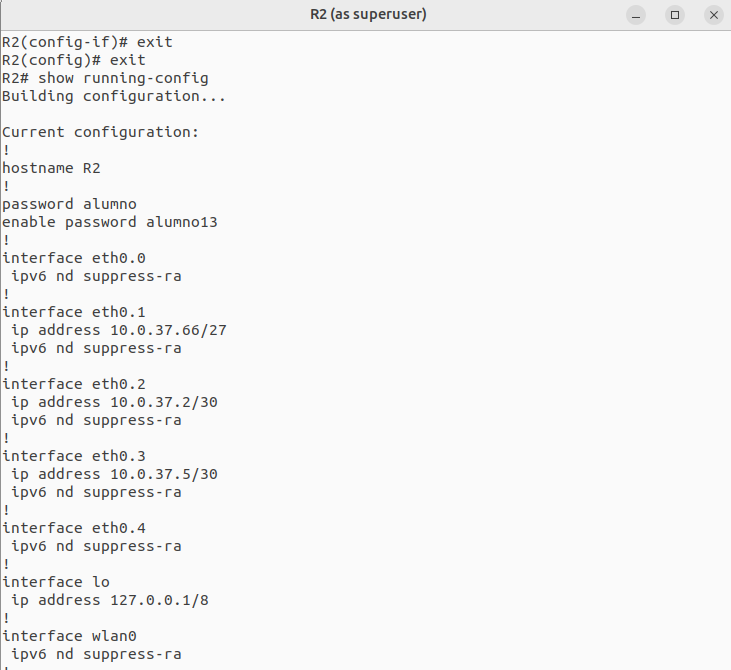 R2 (as superuser)
R2(config-if)# exit
R2(config)# exit
R2# show running-config
Building configuration...
Current configuration:
!
hostname R2
!
password alumno
enable password alumno13
!
interface eth0.0
 ipv6 nd suppress-ra
!
interface eth0.1
 ip address 10.0.37.66/27
 ipv6 nd suppress-ra
!
interface eth0.2
 ip address 10.0.37.2/30
 ipv6 nd suppress-ra
!
interface eth0.3
 ip address 10.0.37.5/30
 ipv6 nd suppress-ra
!
interface eth0.4
 ipv6 nd suppress-ra
!
interface lo
 ip address 127.0.0.1/8
!
interface wlan0
 ipv6 nd suppress-ra
!